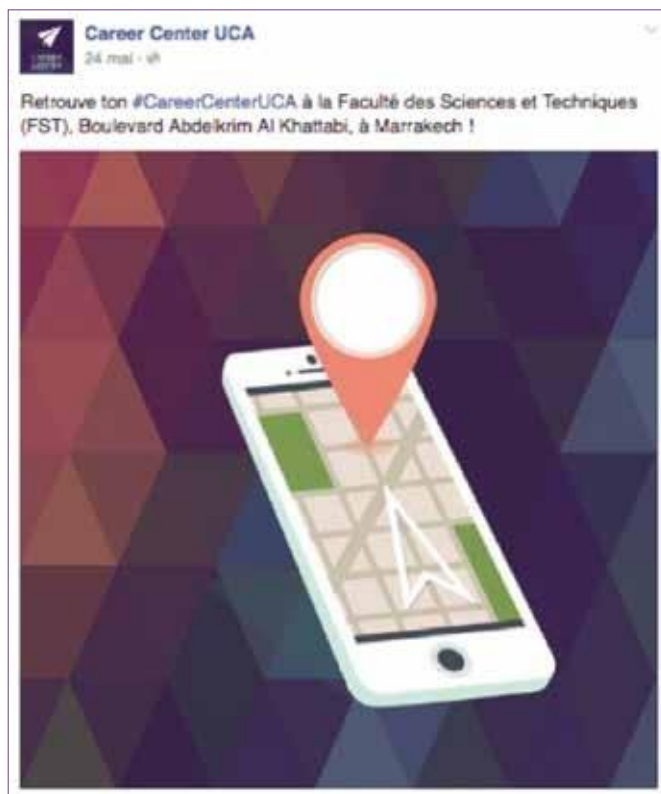 Career Center UCA
24 mai
Retrouve ton #CareerCenterUCA à la Faculté des Sciences et Techniques
(FST), Boulevard Abdelkrim Al Khattabi, à Marrakech !